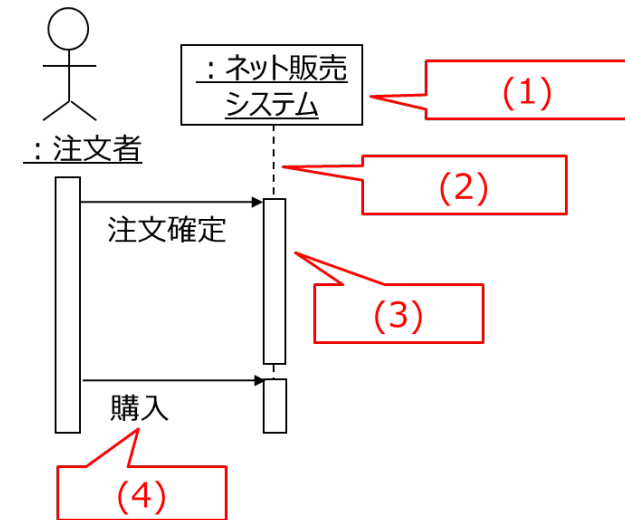 ：ネット販売
システム
(1)
：注文者
(2)
注文確定
(3)
購入
(4)